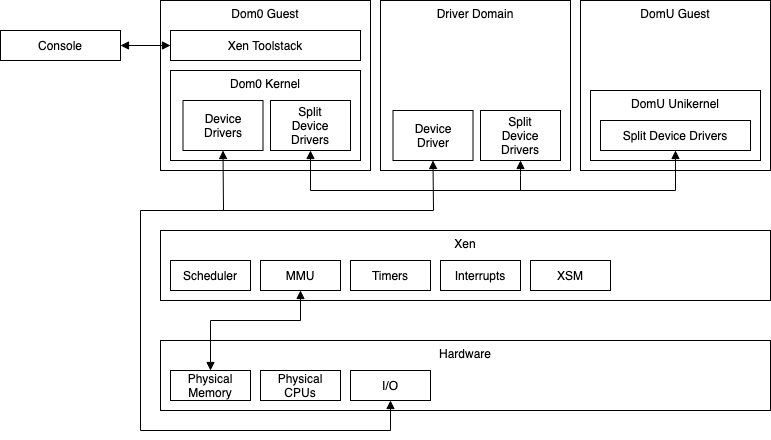 Dom0 Guest
Driver Domain
DomU Guest
Console
Xen Toolstack
Dom0 Kernel
Device
Drivers
Split
Device
Drivers
Device
Driver
Split
Device
Drivers
DomU Unikernel
Split Device Drivers
Xen
Scheduler
MMU
Timers
Interrupts
XSM
Hardware
Physical
Memory
Physical
CPUs
I/O